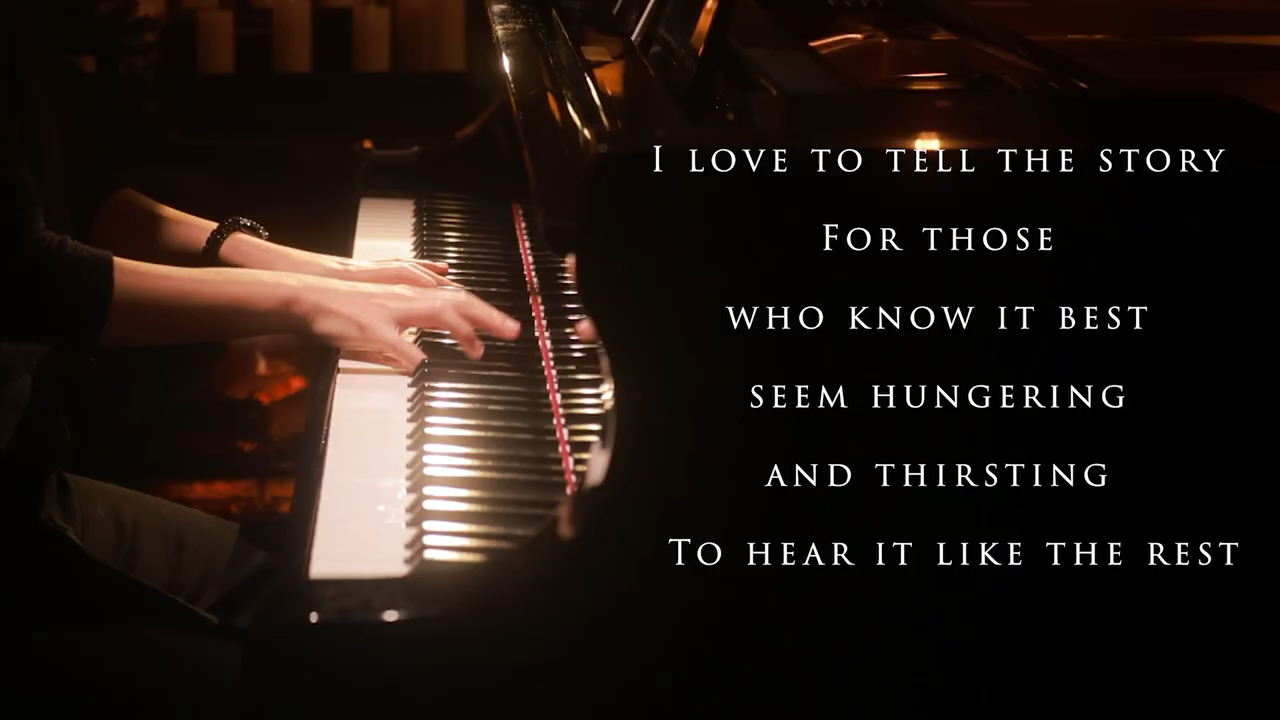 I love to tell the story
For those
who know it best
seem hungering
and thirsting
To hear it like the rest